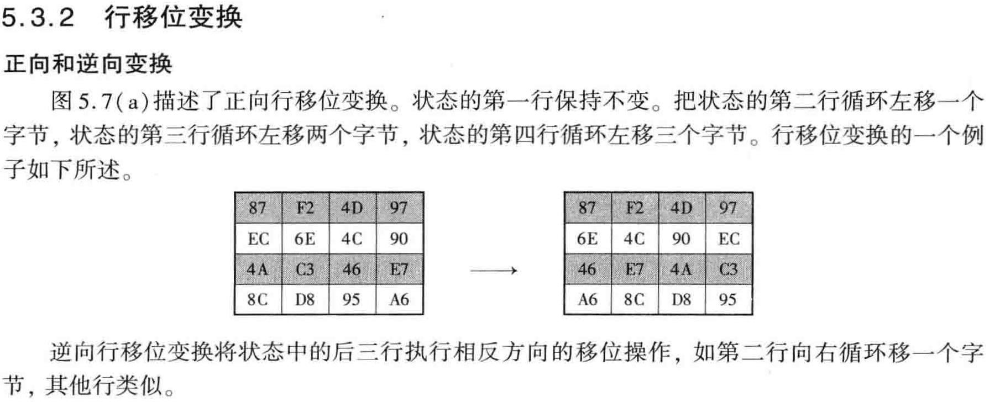 5.3.2 行移位变换
正向和逆向变换
图5.7(a)描述了正向行移位变换。状态的第一行保持不变。把状态的第二行循环左移一个
字节，状态的第三行循环左移两个字节，状态的第四行循环左移三个字节。行移位变换的一个例
子如下所述。
87 F2 4D 97
EC 6E 4C 90
4A C3 46 E7
8C D8 95 A6
87 F2 4D 97
6E 4C 90 EC
46 E7 4A C3
A6 8C D8 95
逆向行移位变换将状态中的后三行执行相反方向的移位操作，如第二行向右循环移一个字
节，其他行类似。